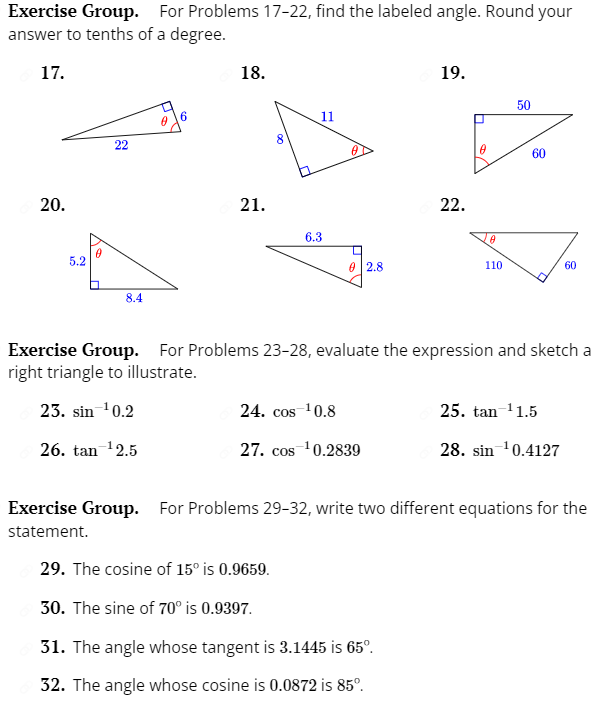 Exercise Group. For Problems 17–22, find the labeled angle. Round your
answer to tenths of a degree.
17. 18. 19.
θ 6 22
11 8 θ
50 θ 60
20. 21. 22.
5.2 θ 8.4
6.3 θ 2.8
θ 110 60
Exercise Group. For Problems 23–28, evaluate the expression and sketch a
right triangle to illustrate.
23. sin⁻¹0.2 24. cos⁻¹0.8 25. tan⁻¹1.5
26. tan⁻¹2.5 27. cos⁻¹0.2839 28. sin⁻¹0.4127
Exercise Group. For Problems 29–32, write two different equations for the
statement.
29. The cosine of 15° is 0.9659.
30. The sine of 70° is 0.9397.
31. The angle whose tangent is 3.1445 is 65°.
32. The angle whose cosine is 0.0872 is 85°.